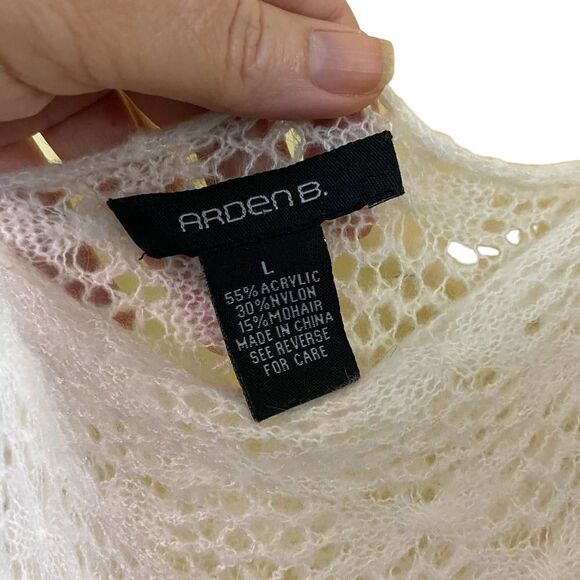 ARDEN B.
L
55% ACRYLIC
30% NYLON
15% MOHAIR
MADE IN CHINA
SEE REVERSE
FOR CARE